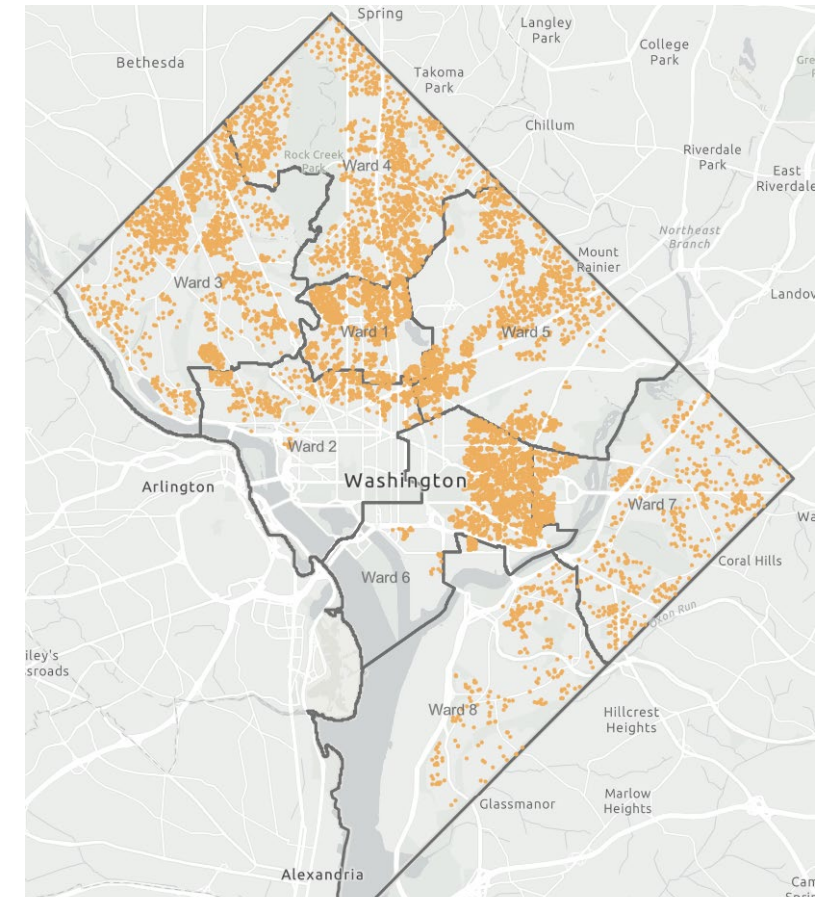 Spring
Langley
Park
College
Park
Bethesda
Takoma
Park
Chillum
Rock Creek
Park
Ward 4
Riverdale
Park
East
Riverdale
Northeast
Branch
Mount
Rainier
Ward 3
Landov
Ward 1
Ward 5
Ward 2
Washington
Arlington
Ward 7
Wa
Coral Hills
Ward 6
Oxon Run
iley's
ssroads
Ward 8
Hillcrest
Heights
Glassmanor
Marlow
Heights
Alexandria
Cam